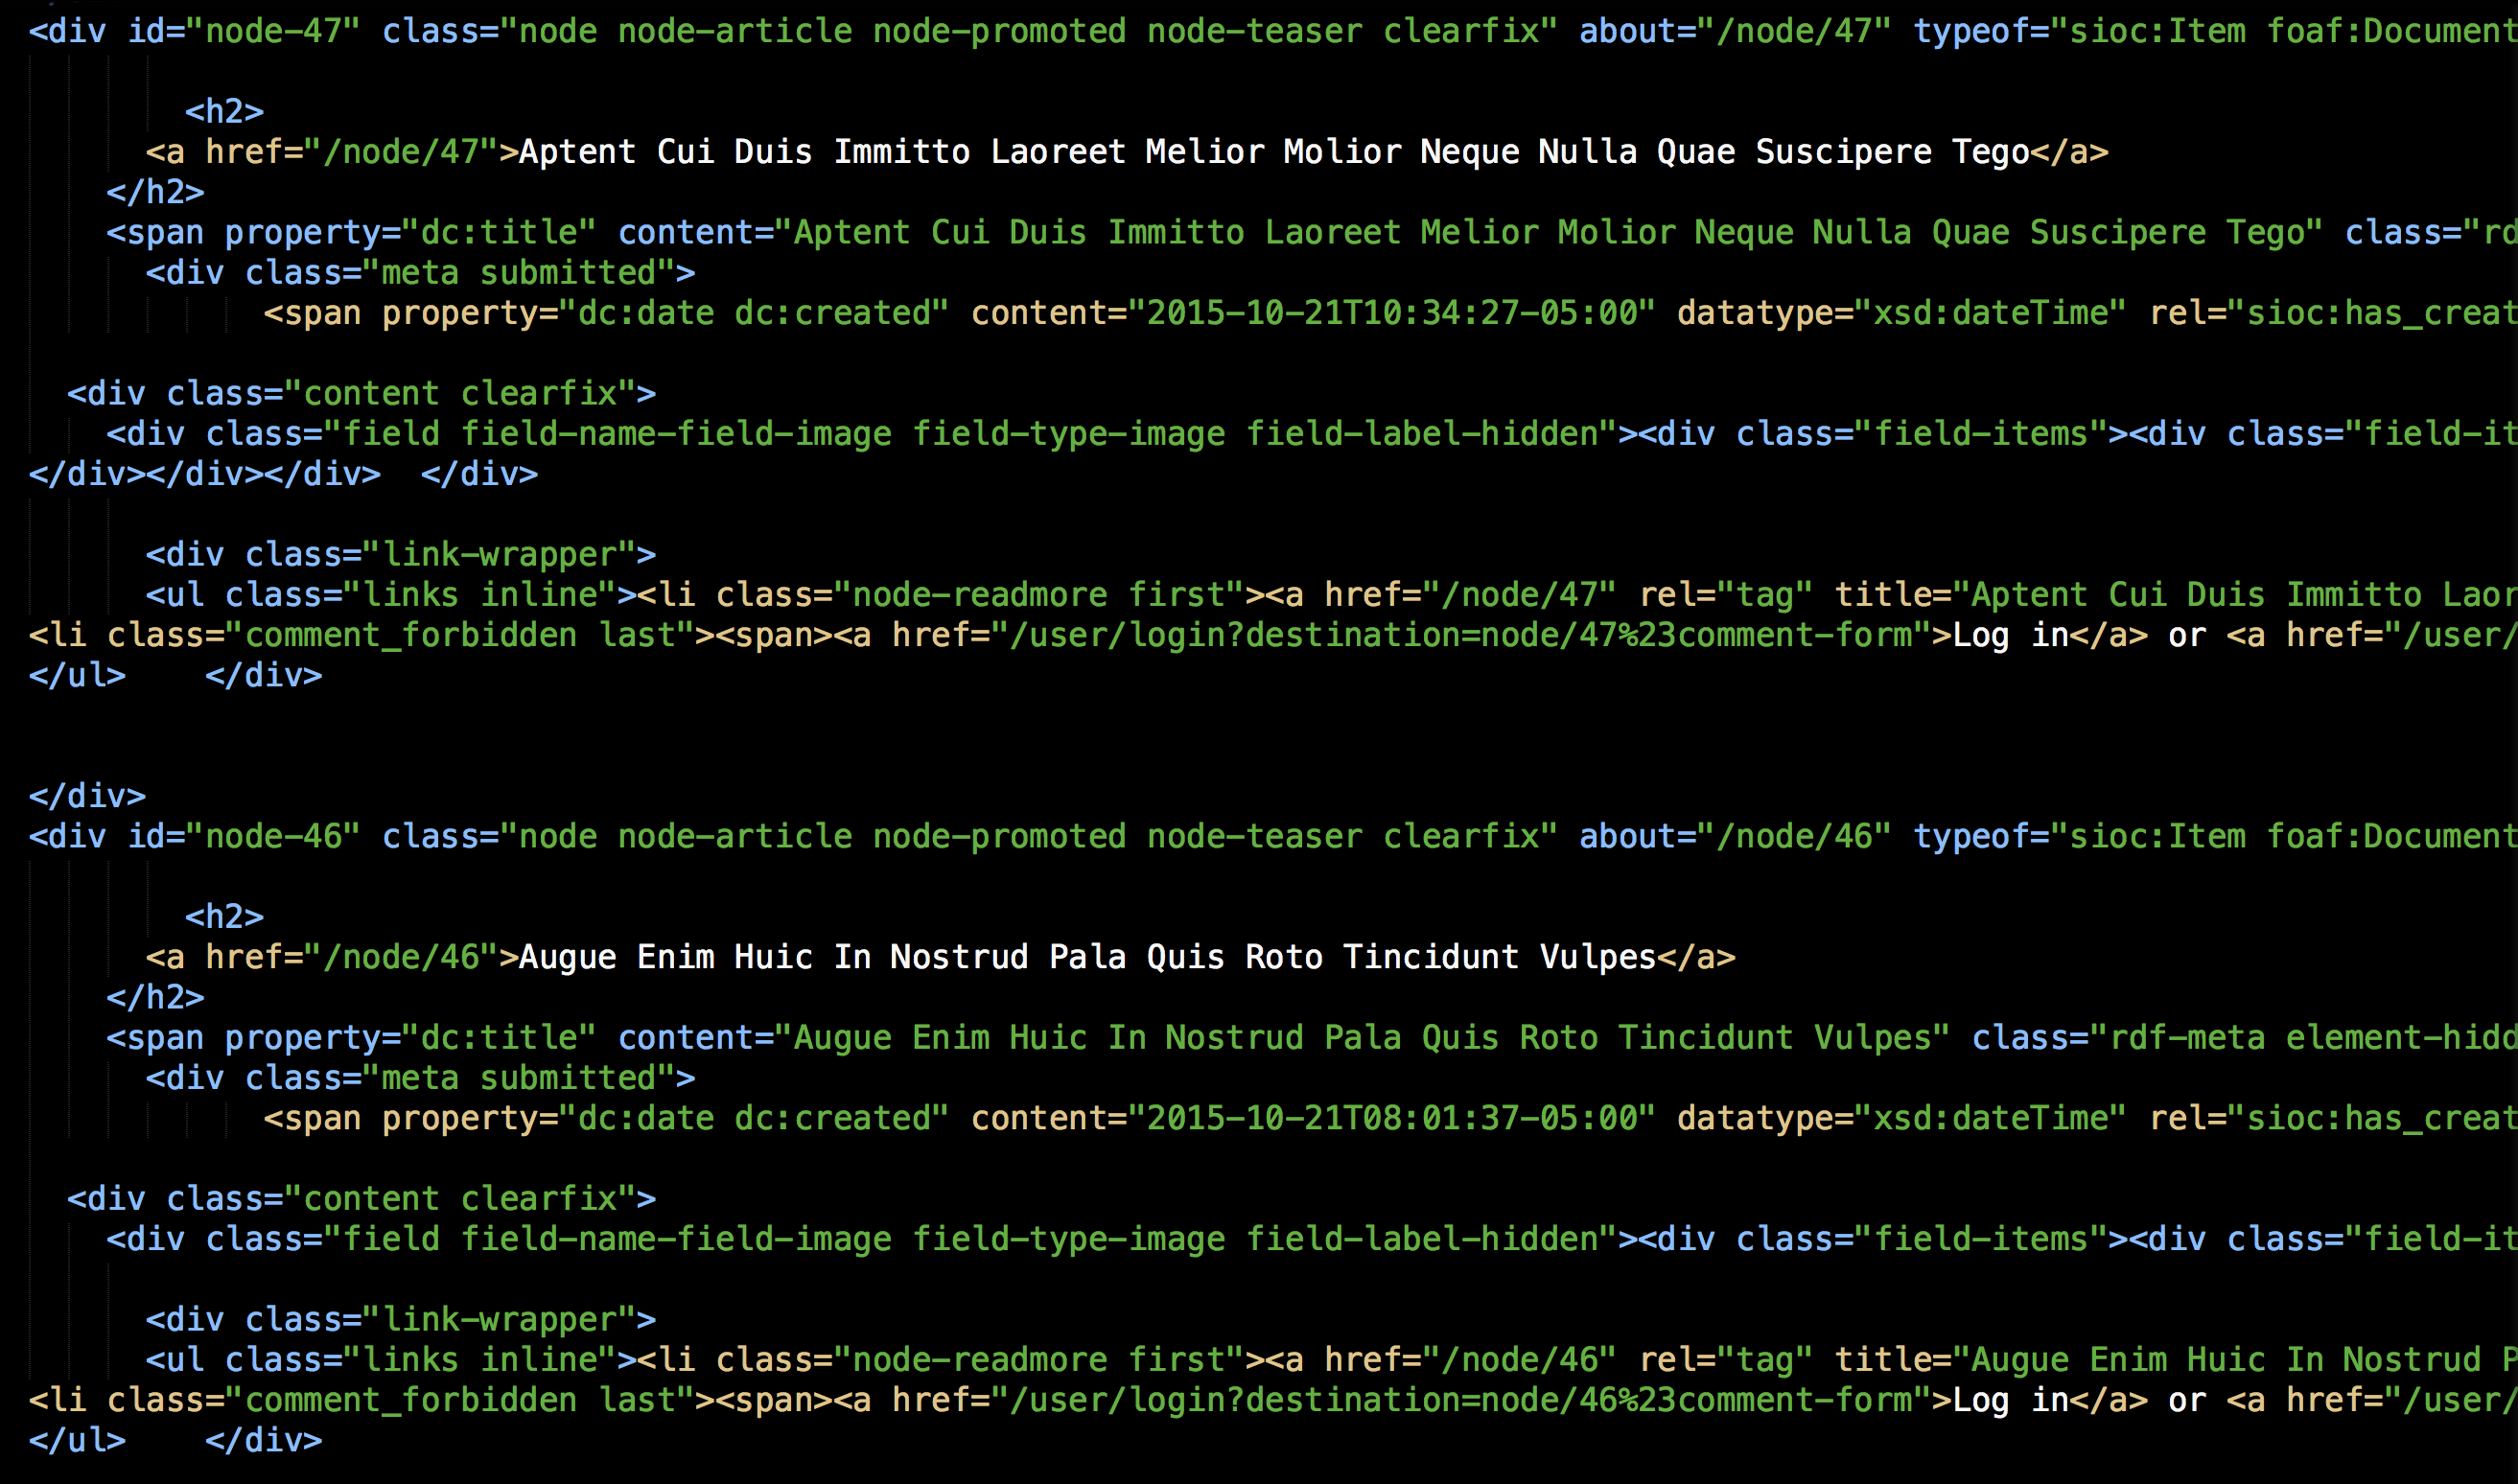 <div id="node-47" class="node node-article node-promoted node-teaser clearfix" about="/node/47" typeof="sioc:Item foaf:Document
<h2>
<a href="/node/47">Aptent Cui Duis Immitto Laoreet Melior Molior Neque Nulla Quae Suscipere Tego</a>
</h2>
<span property="dc:title" content="Aptent Cui Duis Immitto Laoreet Melior Molior Neque Nulla Quae Suscipere Tego" class="rd
<div class="meta submitted">
<span property="dc:date dc:created" content="2015-10-21T10:34:27-05:00" datatype="xsd:dateTime" rel="sioc:has_creat
<div class="content clearfix">
<div class="field field-name-field-image field-type-image field-label-hidden"><div class="field-items"><div class="field-it
</div></div></div>  </div>
<div class="link-wrapper">
<ul class="links inline"><li class="node-readmore first"><a href="/node/47" rel="tag" title="Aptent Cui Duis Immitto Laor
<li class="comment_forbidden last"><span><a href="/user/login?destination=node/47%23comment-form">Log in</a> or <a href="/user/
</ul>    </div>
</div>
<div id="node-46" class="node node-article node-promoted node-teaser clearfix" about="/node/46" typeof="sioc:Item foaf:Document
<h2>
<a href="/node/46">Augue Enim Huic In Nostrud Pala Quis Roto Tincidunt Vulpes</a>
</h2>
<span property="dc:title" content="Augue Enim Huic In Nostrud Pala Quis Roto Tincidunt Vulpes" class="rdf-meta element-hidd
<div class="meta submitted">
<span property="dc:date dc:created" content="2015-10-21T08:01:37-05:00" datatype="xsd:dateTime" rel="sioc:has_creat
<div class="content clearfix">
<div class="field field-name-field-image field-type-image field-label-hidden"><div class="field-items"><div class="field-it
<div class="link-wrapper">
<ul class="links inline"><li class="node-readmore first"><a href="/node/46" rel="tag" title="Augue Enim Huic In Nostrud P
<li class="comment_forbidden last"><span><a href="/user/login?destination=node/46%23comment-form">Log in</a> or <a href="/user/
</ul>    </div>